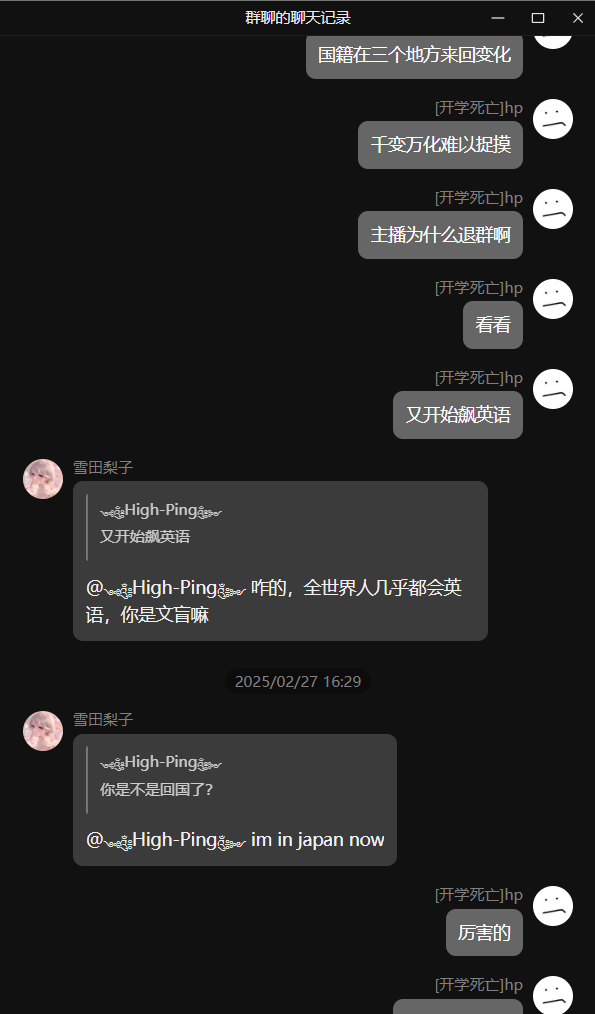 群聊的聊天记录
国籍在三个地方来回变化
[开学死亡]hp
千变万化难以捉摸
[开学死亡]hp
主播为什么退群啊
[开学死亡]hp
看看
[开学死亡]hp
又开始飙英语
雪田梨子
High-Ping
又开始飙英语
@High-Ping 咋的，全世界人几乎都会英
语，你是文盲嘛
2025/02/27 16:29
雪田梨子
High-Ping
你是不是回国了？
@High-Ping im in japan now
[开学死亡]hp
厉害的
[开学死亡]hp